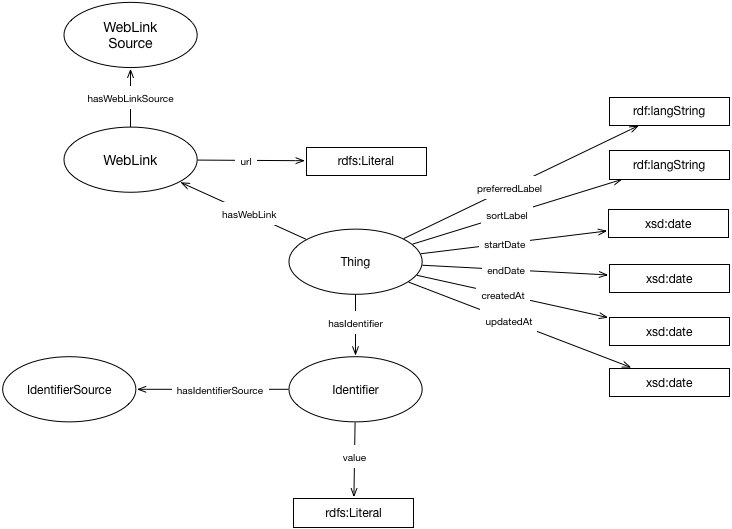 WebLink
Source
hasWebLinkSource
rdf:langString
WebLink
url
rdfs:Literal
rdf:langString
preferredLabel
hasWebLink
sortLabel
xsd:date
startDate
Thing
endDate
xsd:date
createdAt
hasIdentifier
updatedAt
xsd:date
IdentifierSource
hasIdentifierSource
Identifier
xsd:date
value
rdfs:Literal